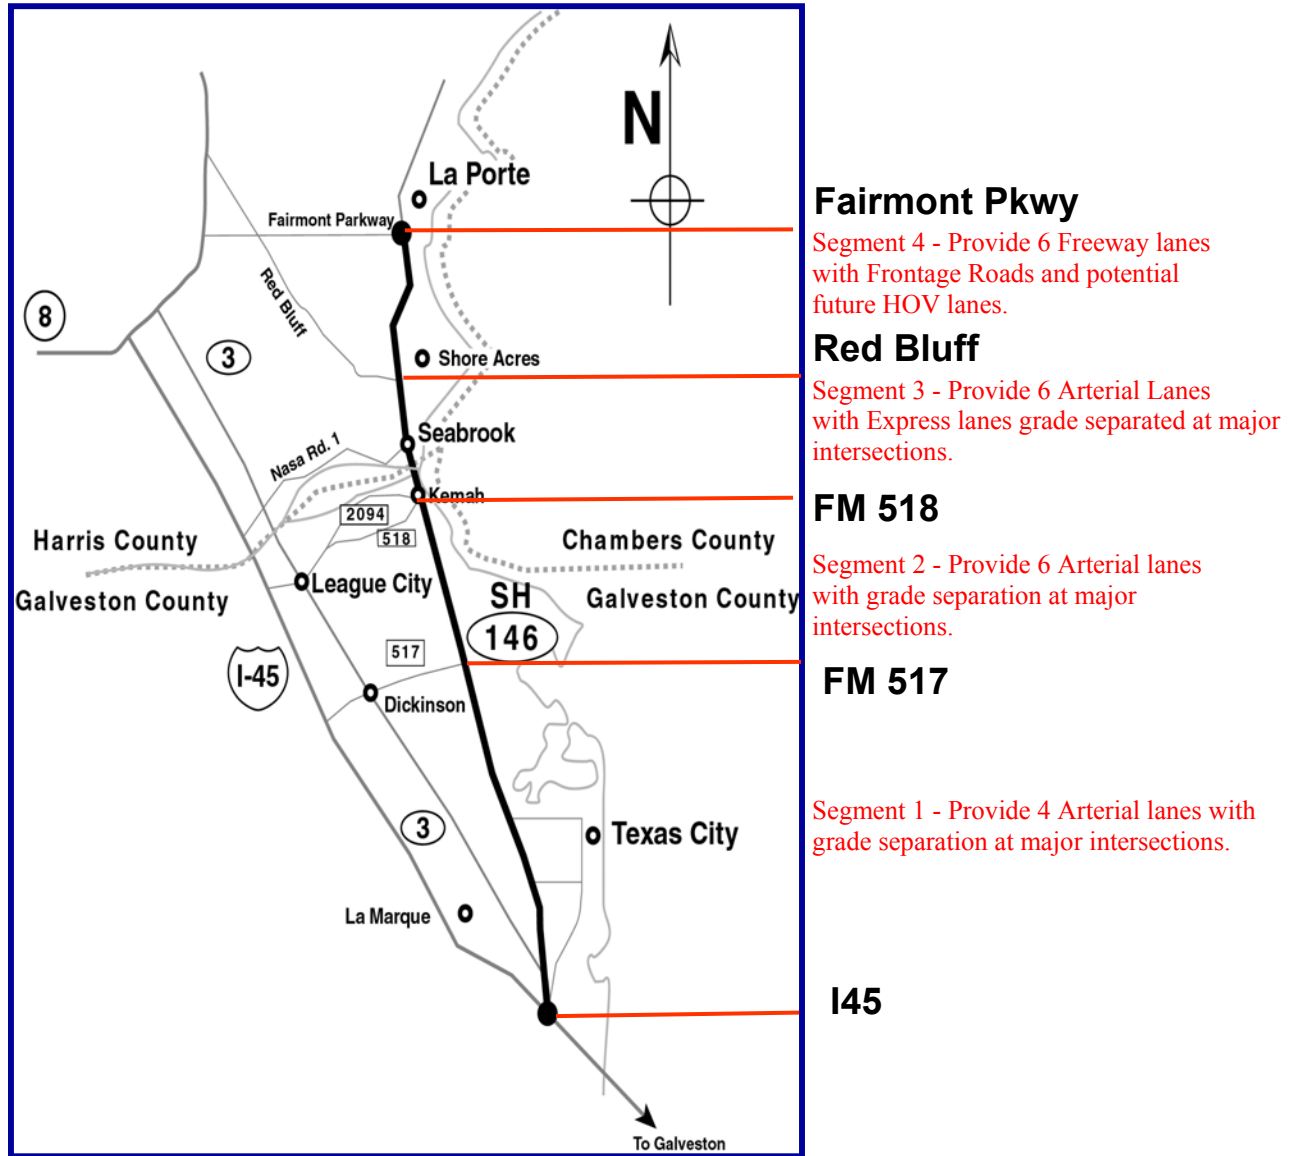 N
La Porte
Fairmont Parkway
Red Bluff
8
3
Shore Acres
Seabrook
Nasa Rd. 1
Kemah
2094
518
Harris County
Chambers County
League City
Galveston County
SH
146
Galveston County
517
I-45
Dickinson
3
Texas City
La Marque
To Galveston
Fairmont Pkwy
Segment 4 - Provide 6 Freeway lanes
with Frontage Roads and potential
future HOV lanes.
Red Bluff
Segment 3 - Provide 6 Arterial Lanes
with Express lanes grade separated at major
intersections.
FM 518
Segment 2 - Provide 6 Arterial lanes
with grade separation at major
intersections.
FM 517
Segment 1 - Provide 4 Arterial lanes with
grade separation at major intersections.
I45